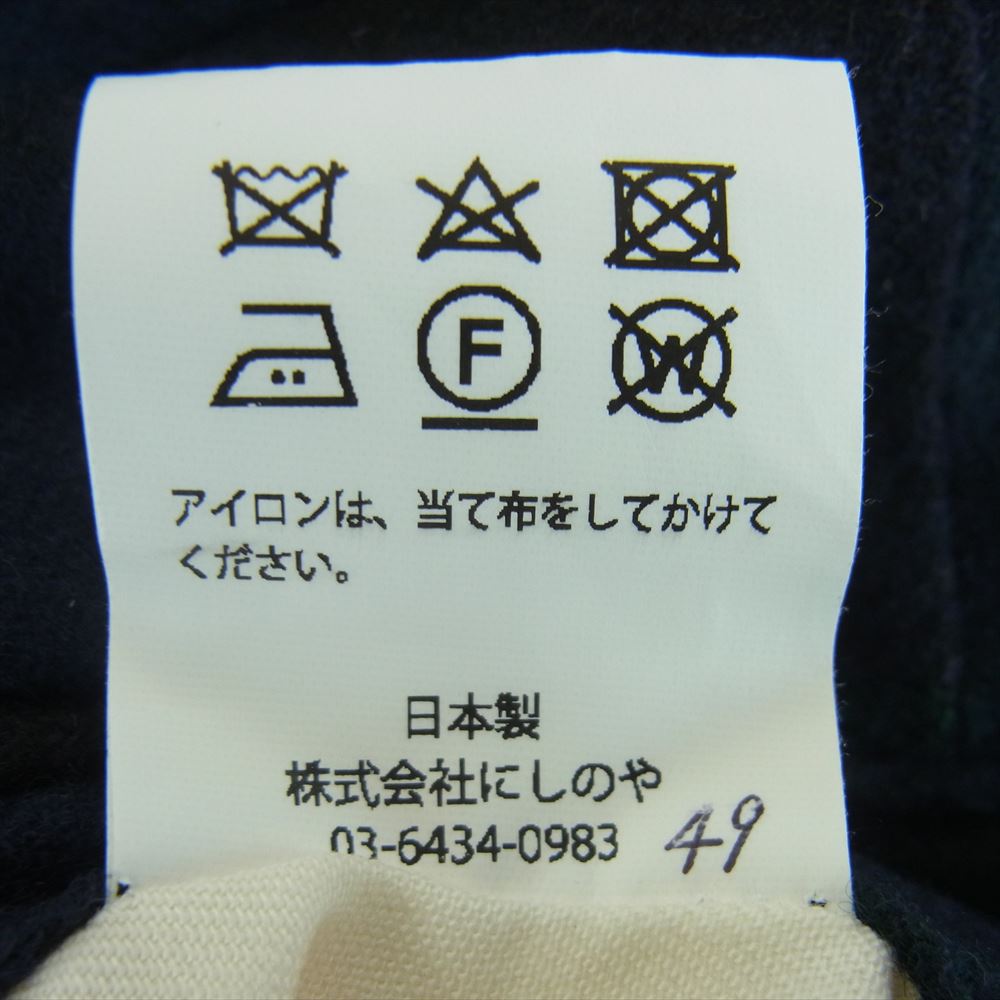 F W
アイロンは、当て布をしてかけて
ください。
日本製
株式会社にしのや
03-6434-0983 49